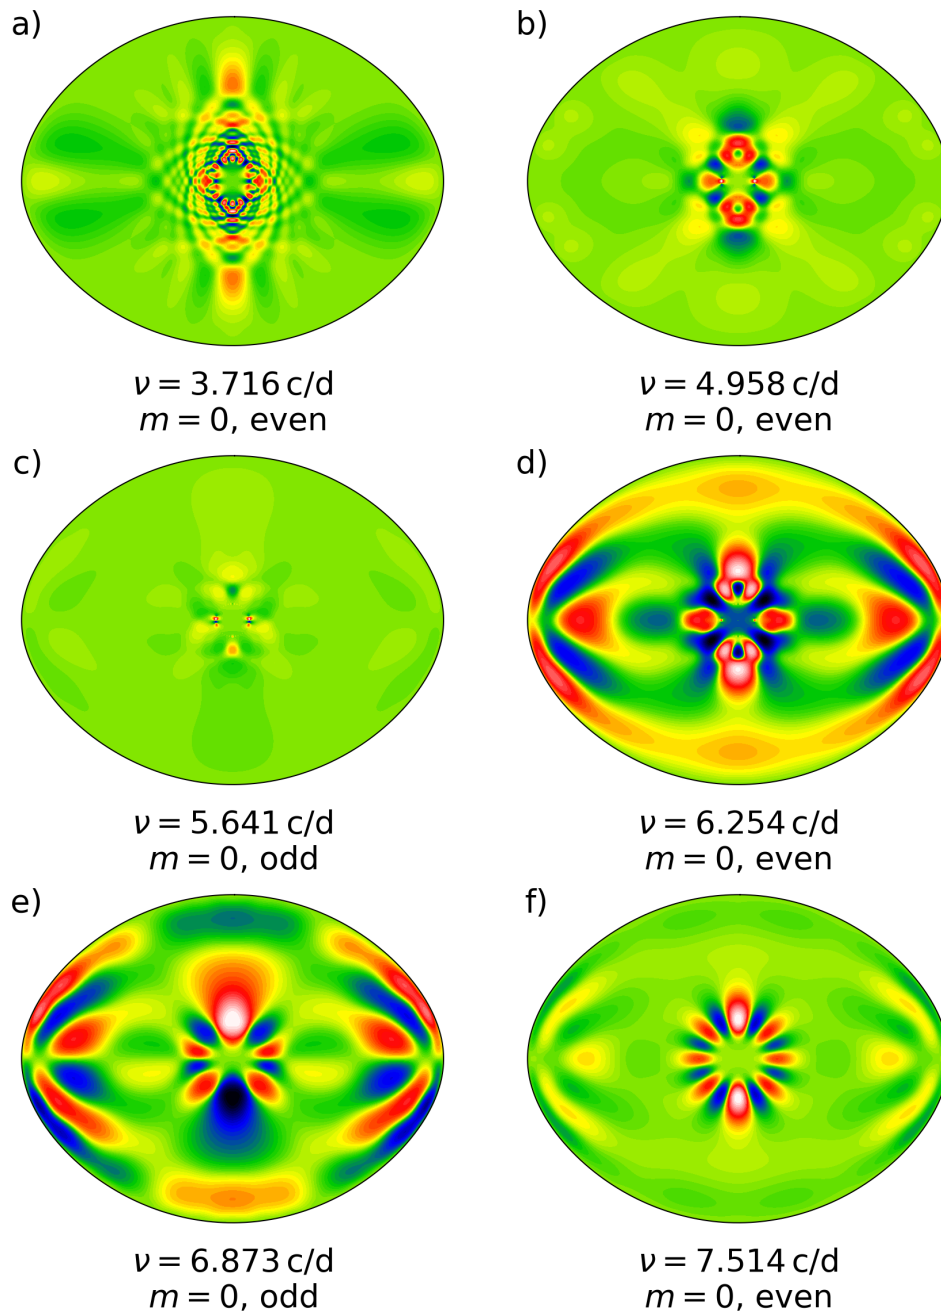 a)
b)
ν = 3.716 c/d
m = 0, even
ν = 4.958 c/d
m = 0, even
c)
d)
ν = 5.641 c/d
m = 0, odd
ν = 6.254 c/d
m = 0, even
e)
f)
ν = 6.873 c/d
m = 0, odd
ν = 7.514 c/d
m = 0, even